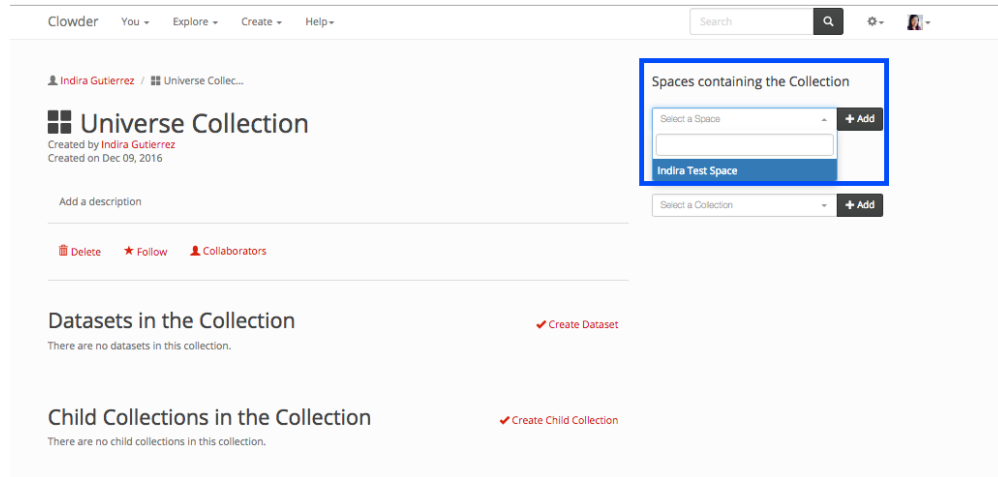 Clowder You Explore Create Help Search
Indira Gutierrez / Universe Collec...
Universe Collection
Created by Indira Gutierrez
Created on Dec 09, 2016
Add a description
Delete Follow Collaborators
Datasets in the Collection
Create Dataset
There are no datasets in this collection.
Child Collections in the Collection
Create Child Collection
There are no child collections in this collection.
Spaces containing the Collection
Select a Space + Add
Indira Test Space
Select a Collection + Add